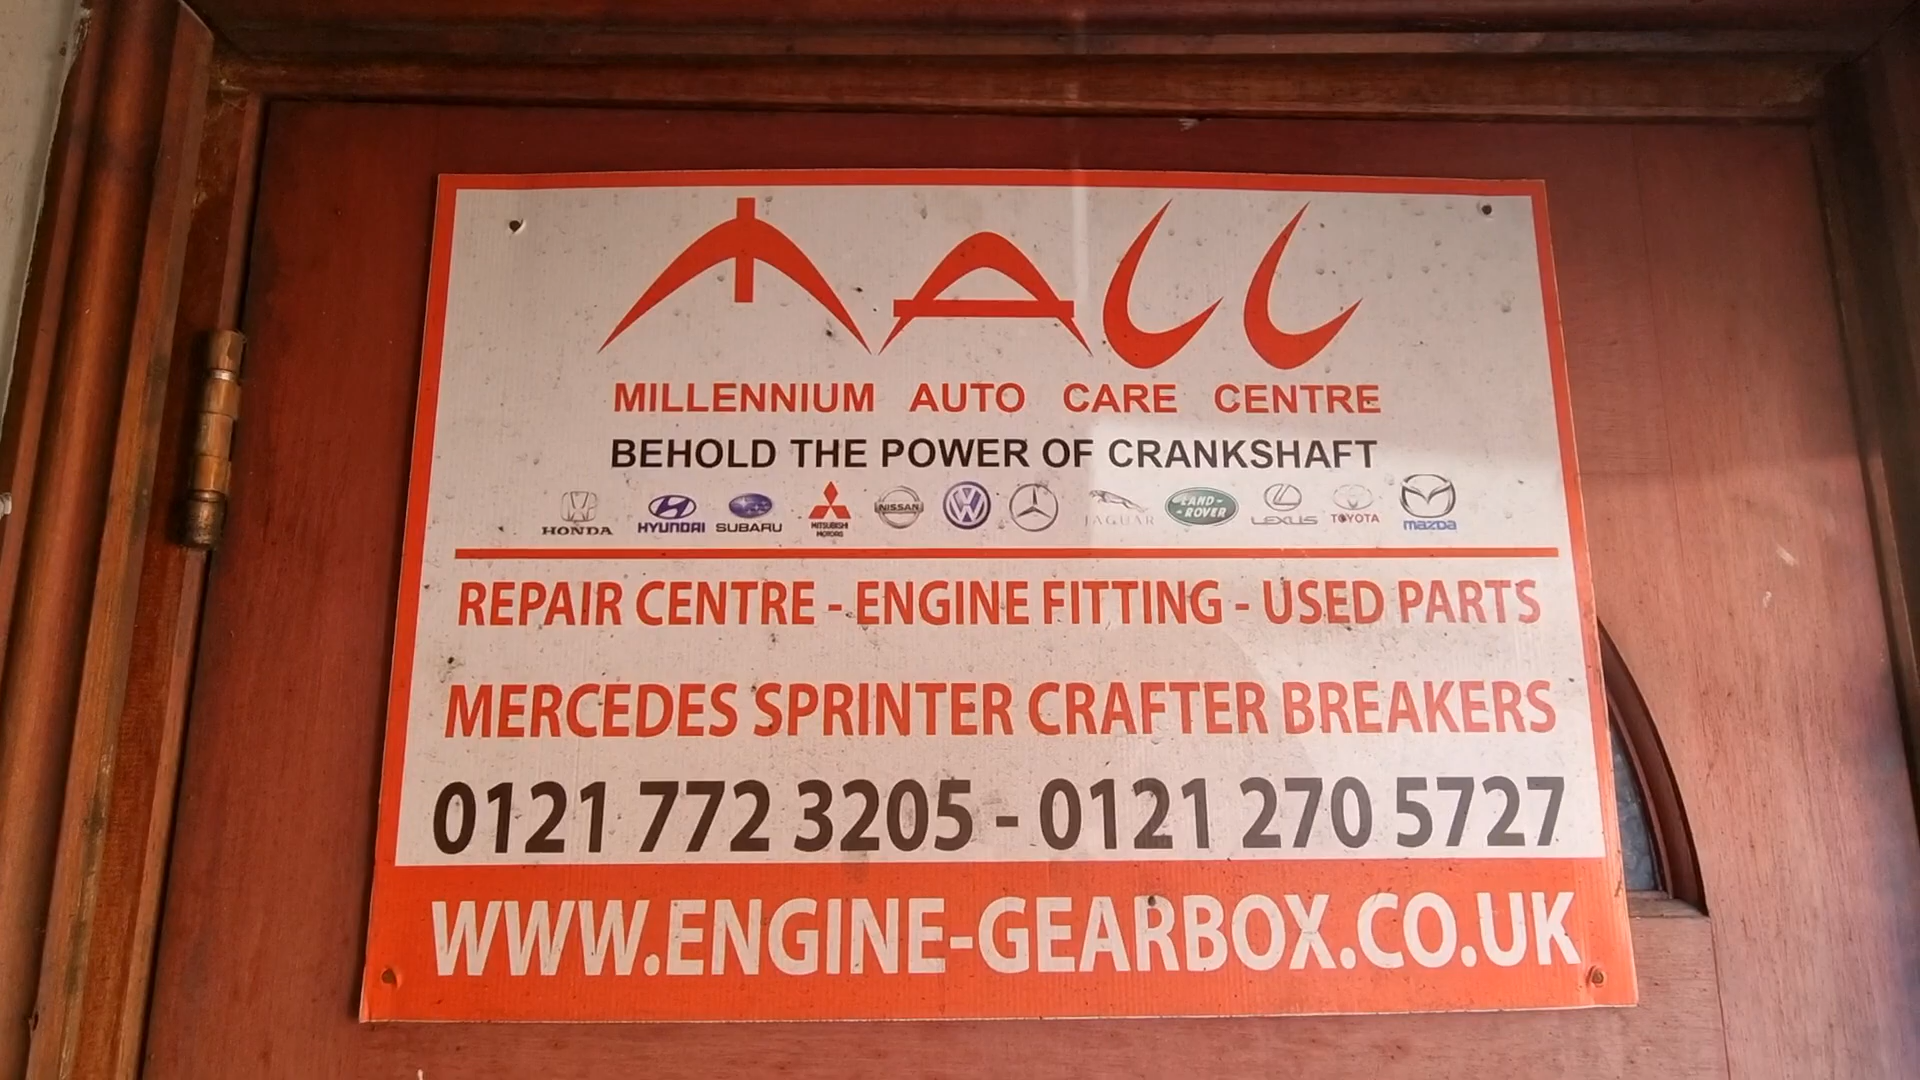 MACC
MILLENNIUM AUTO CARE CENTRE
BEHOLD THE POWER OF CRANKSHAFT
HONDA HYUNDAI SUBARU MITSUBISHI MOTORS NISSAN JAGUAR LAND-ROVER LEXUS TOYOTA mazda
REPAIR CENTRE - ENGINE FITTING - USED PARTS
MERCEDES SPRINTER CRAFTER BREAKERS
0121 772 3205 - 0121 270 5727
WWW.ENGINE-GEARBOX.CO.UK